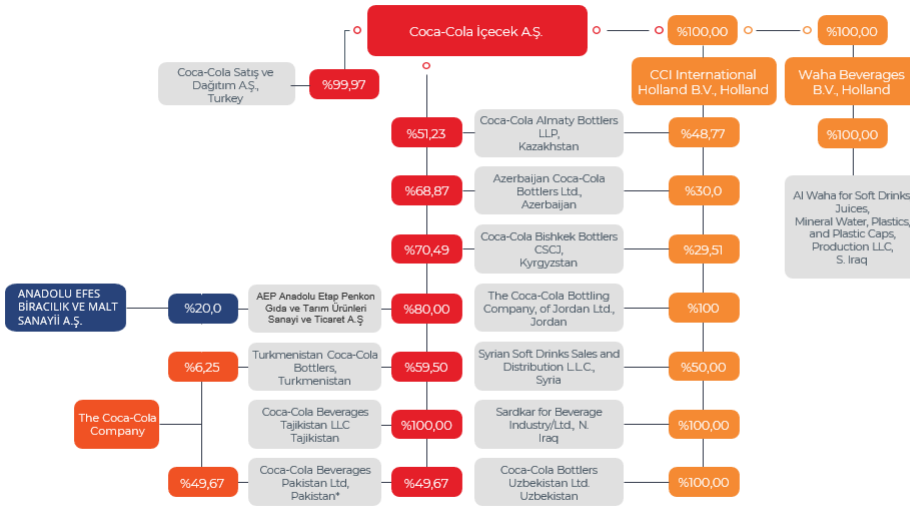 Coca-Cola İçecek A.Ş.
%100,00
%100,00
Coca-Cola Satış ve
Dağıtım A.Ş.,
Turkey
%99,97
CCI International
Holland B.V., Holland
Waha Beverages
B.V., Holland
%51,23
Coca-Cola Almaty Bottlers
LLP,
Kazakhstan
%48,77
%100,00
%68,87
Azerbaijan Coca-Cola
Bottlers Ltd.,
Azerbaijan
%30,0
Al Waha for Soft Drinks
Juices,
Mineral Water, Plastics,
and Plastic Caps,
Production LLC,
S. Iraq
%70,49
Coca-Cola Bishkek Bottlers
CSCJ,
Kyrgyzstan
%29,51
ANADOLU EFES
BİRACILIK VE MALT
SANAYİİ A.Ş.
%20,0
AEP Anadolu Etap Penkon
Gıda ve Tarım Ürünleri
Sanayi ve Ticaret A.Ş
%80,00
The Coca-Cola Bottling
Company, of Jordan Ltd.,
Jordan
%100
%6,25
Turkmenistan Coca-Cola
Bottlers,
Turkmenistan
%59,50
Syrian Soft Drinks Sales and
Distribution L.L.C.,
Syria
%50,00
The Coca-Cola
Company
Coca-Cola Beverages
Tajikistan LLC
Tajikistan
%100,00
Sardkar for Beverage
Industry/Ltd., N.
Iraq
%100,00
%49,67
Coca-Cola Beverages
Pakistan Ltd,
Pakistan*
%49,67
Coca-Cola Bottlers
Uzbekistan Ltd.
Uzbekistan
%100,00